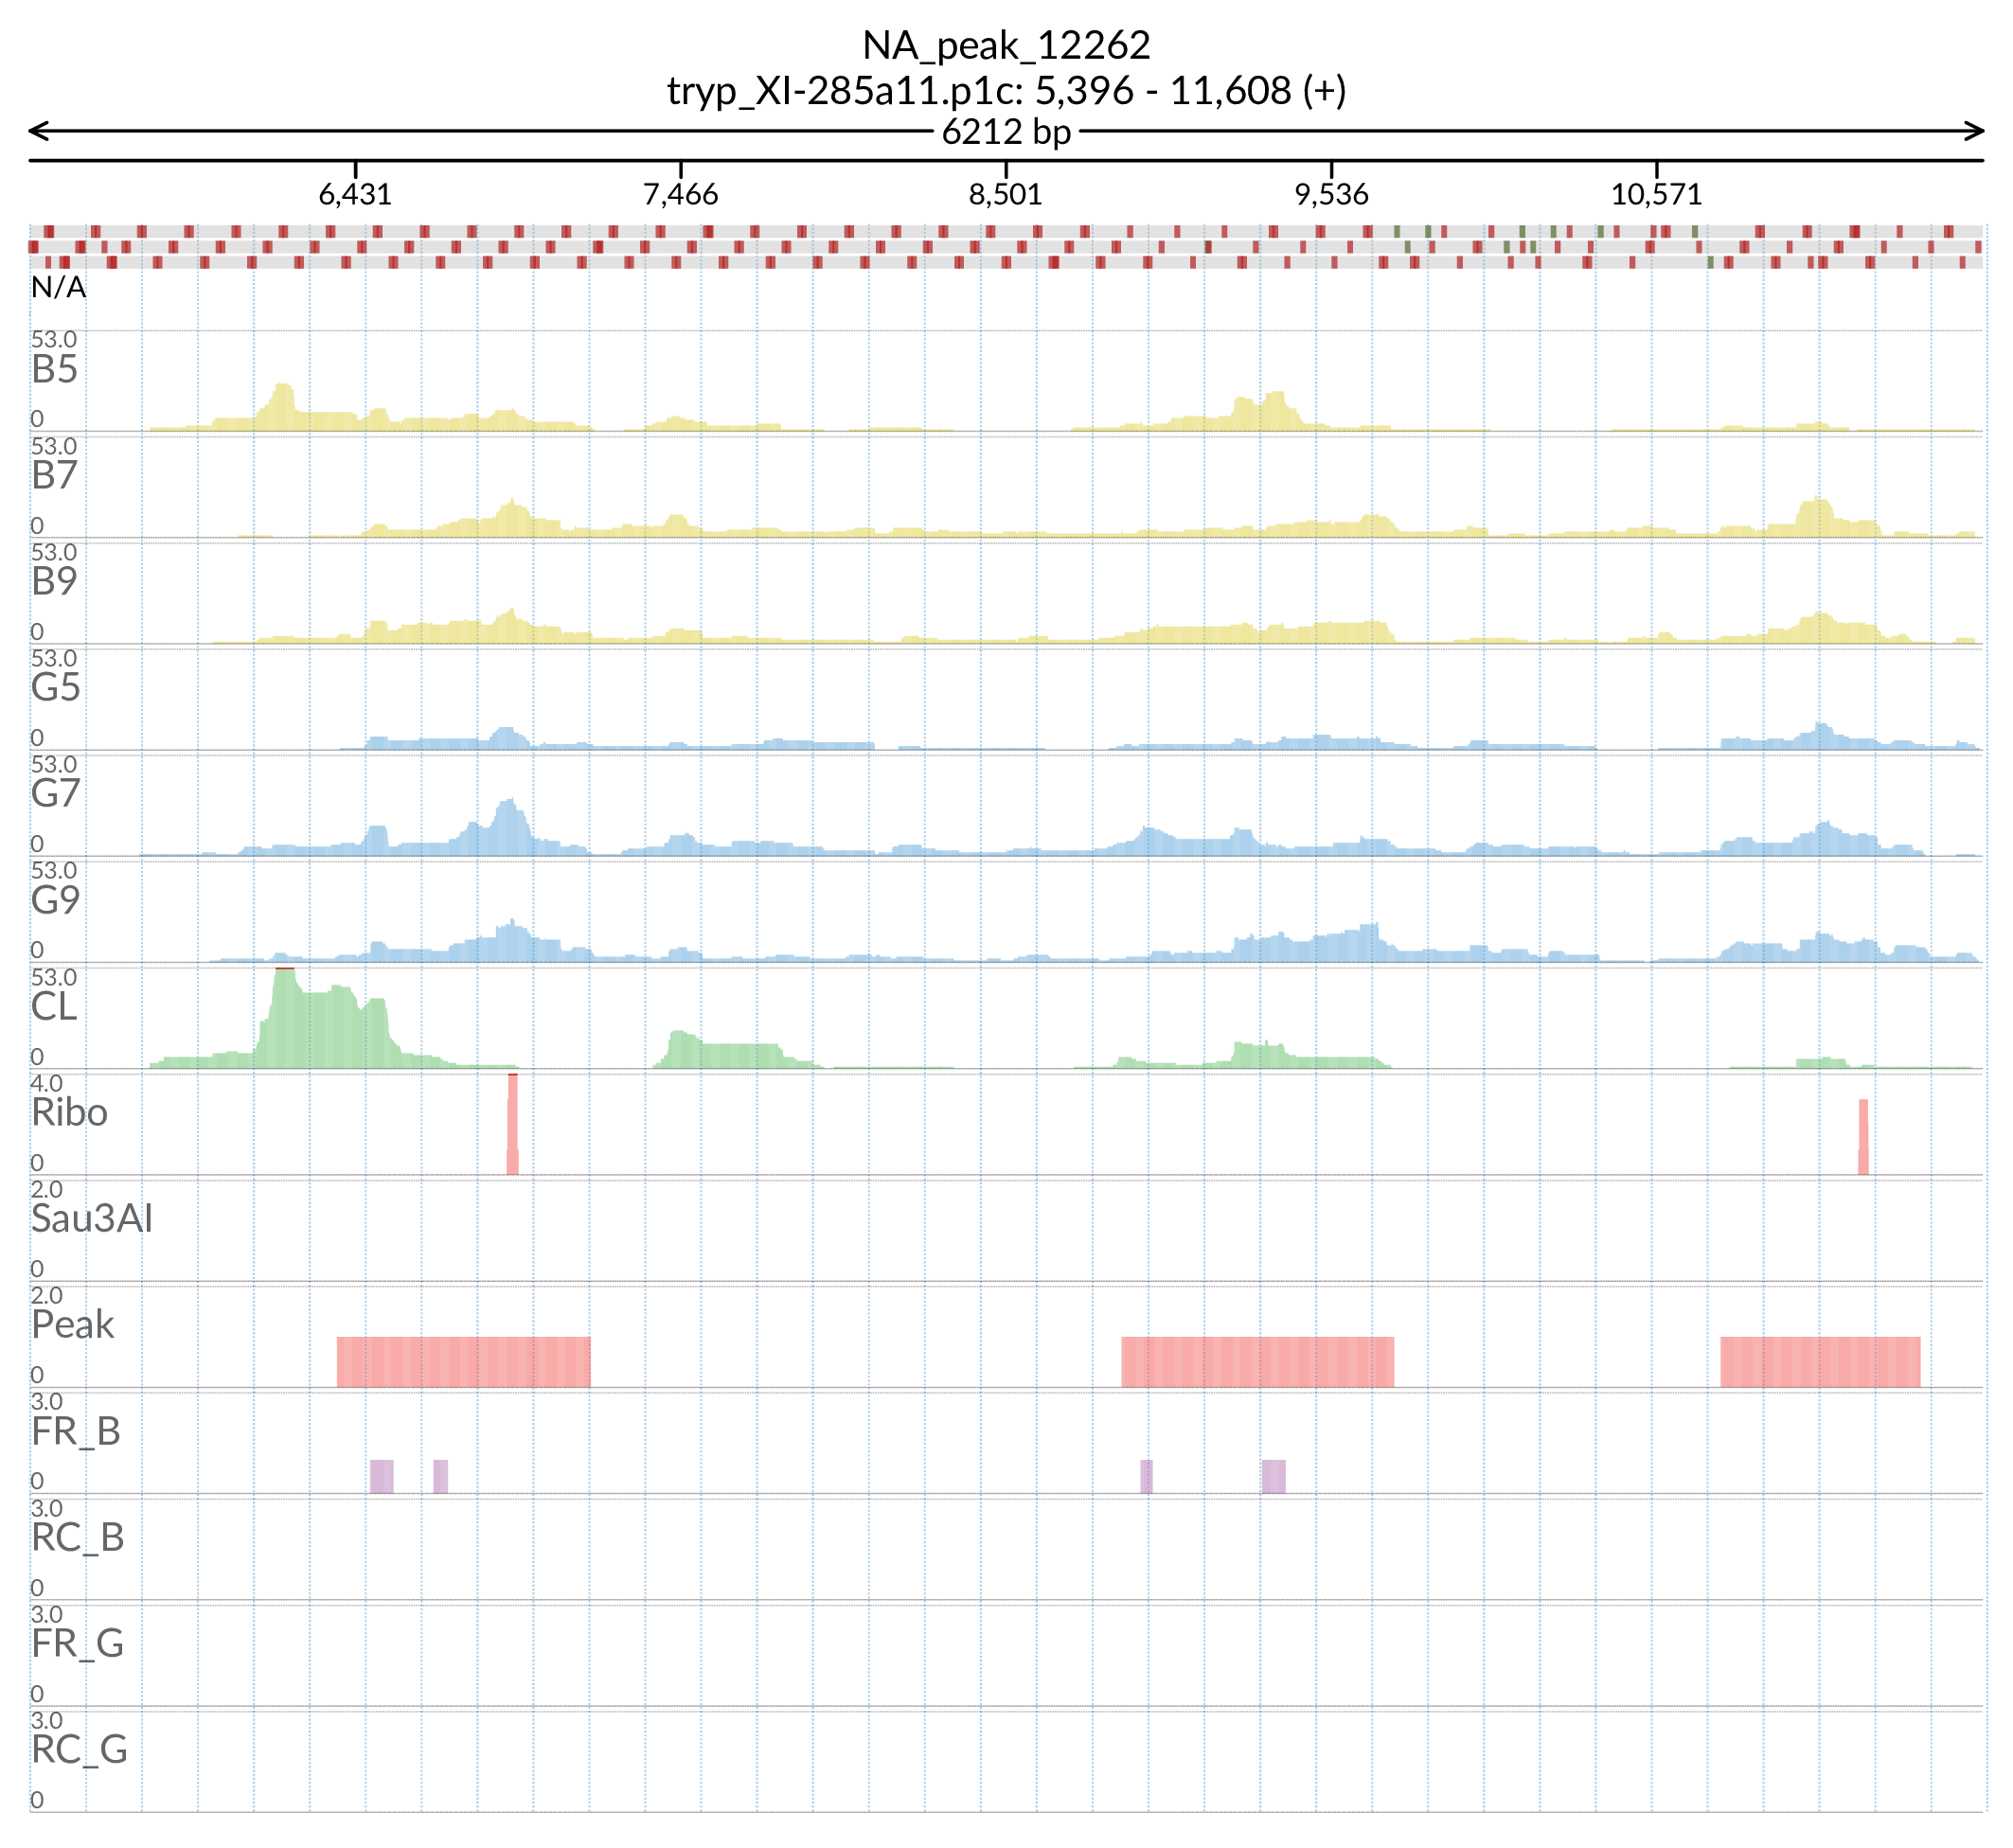 NA_peak_12262
tryp_XI-285a11.p1c: 5,396 - 11,608 (+)
6212 bp
6,431 7,466 8,501 9,536 10,571
N/A
53.0
B5
0
53.0
B7
0
53.0
B9
0
53.0
G5
0
53.0
G7
0
53.0
G9
0
53.0
CL
0
4.0
Ribo
0
2.0
Sau3AI
0
2.0
Peak
0
3.0
FR_B
0
3.0
RC_B
0
3.0
FR_G
0
3.0
RC_G
0